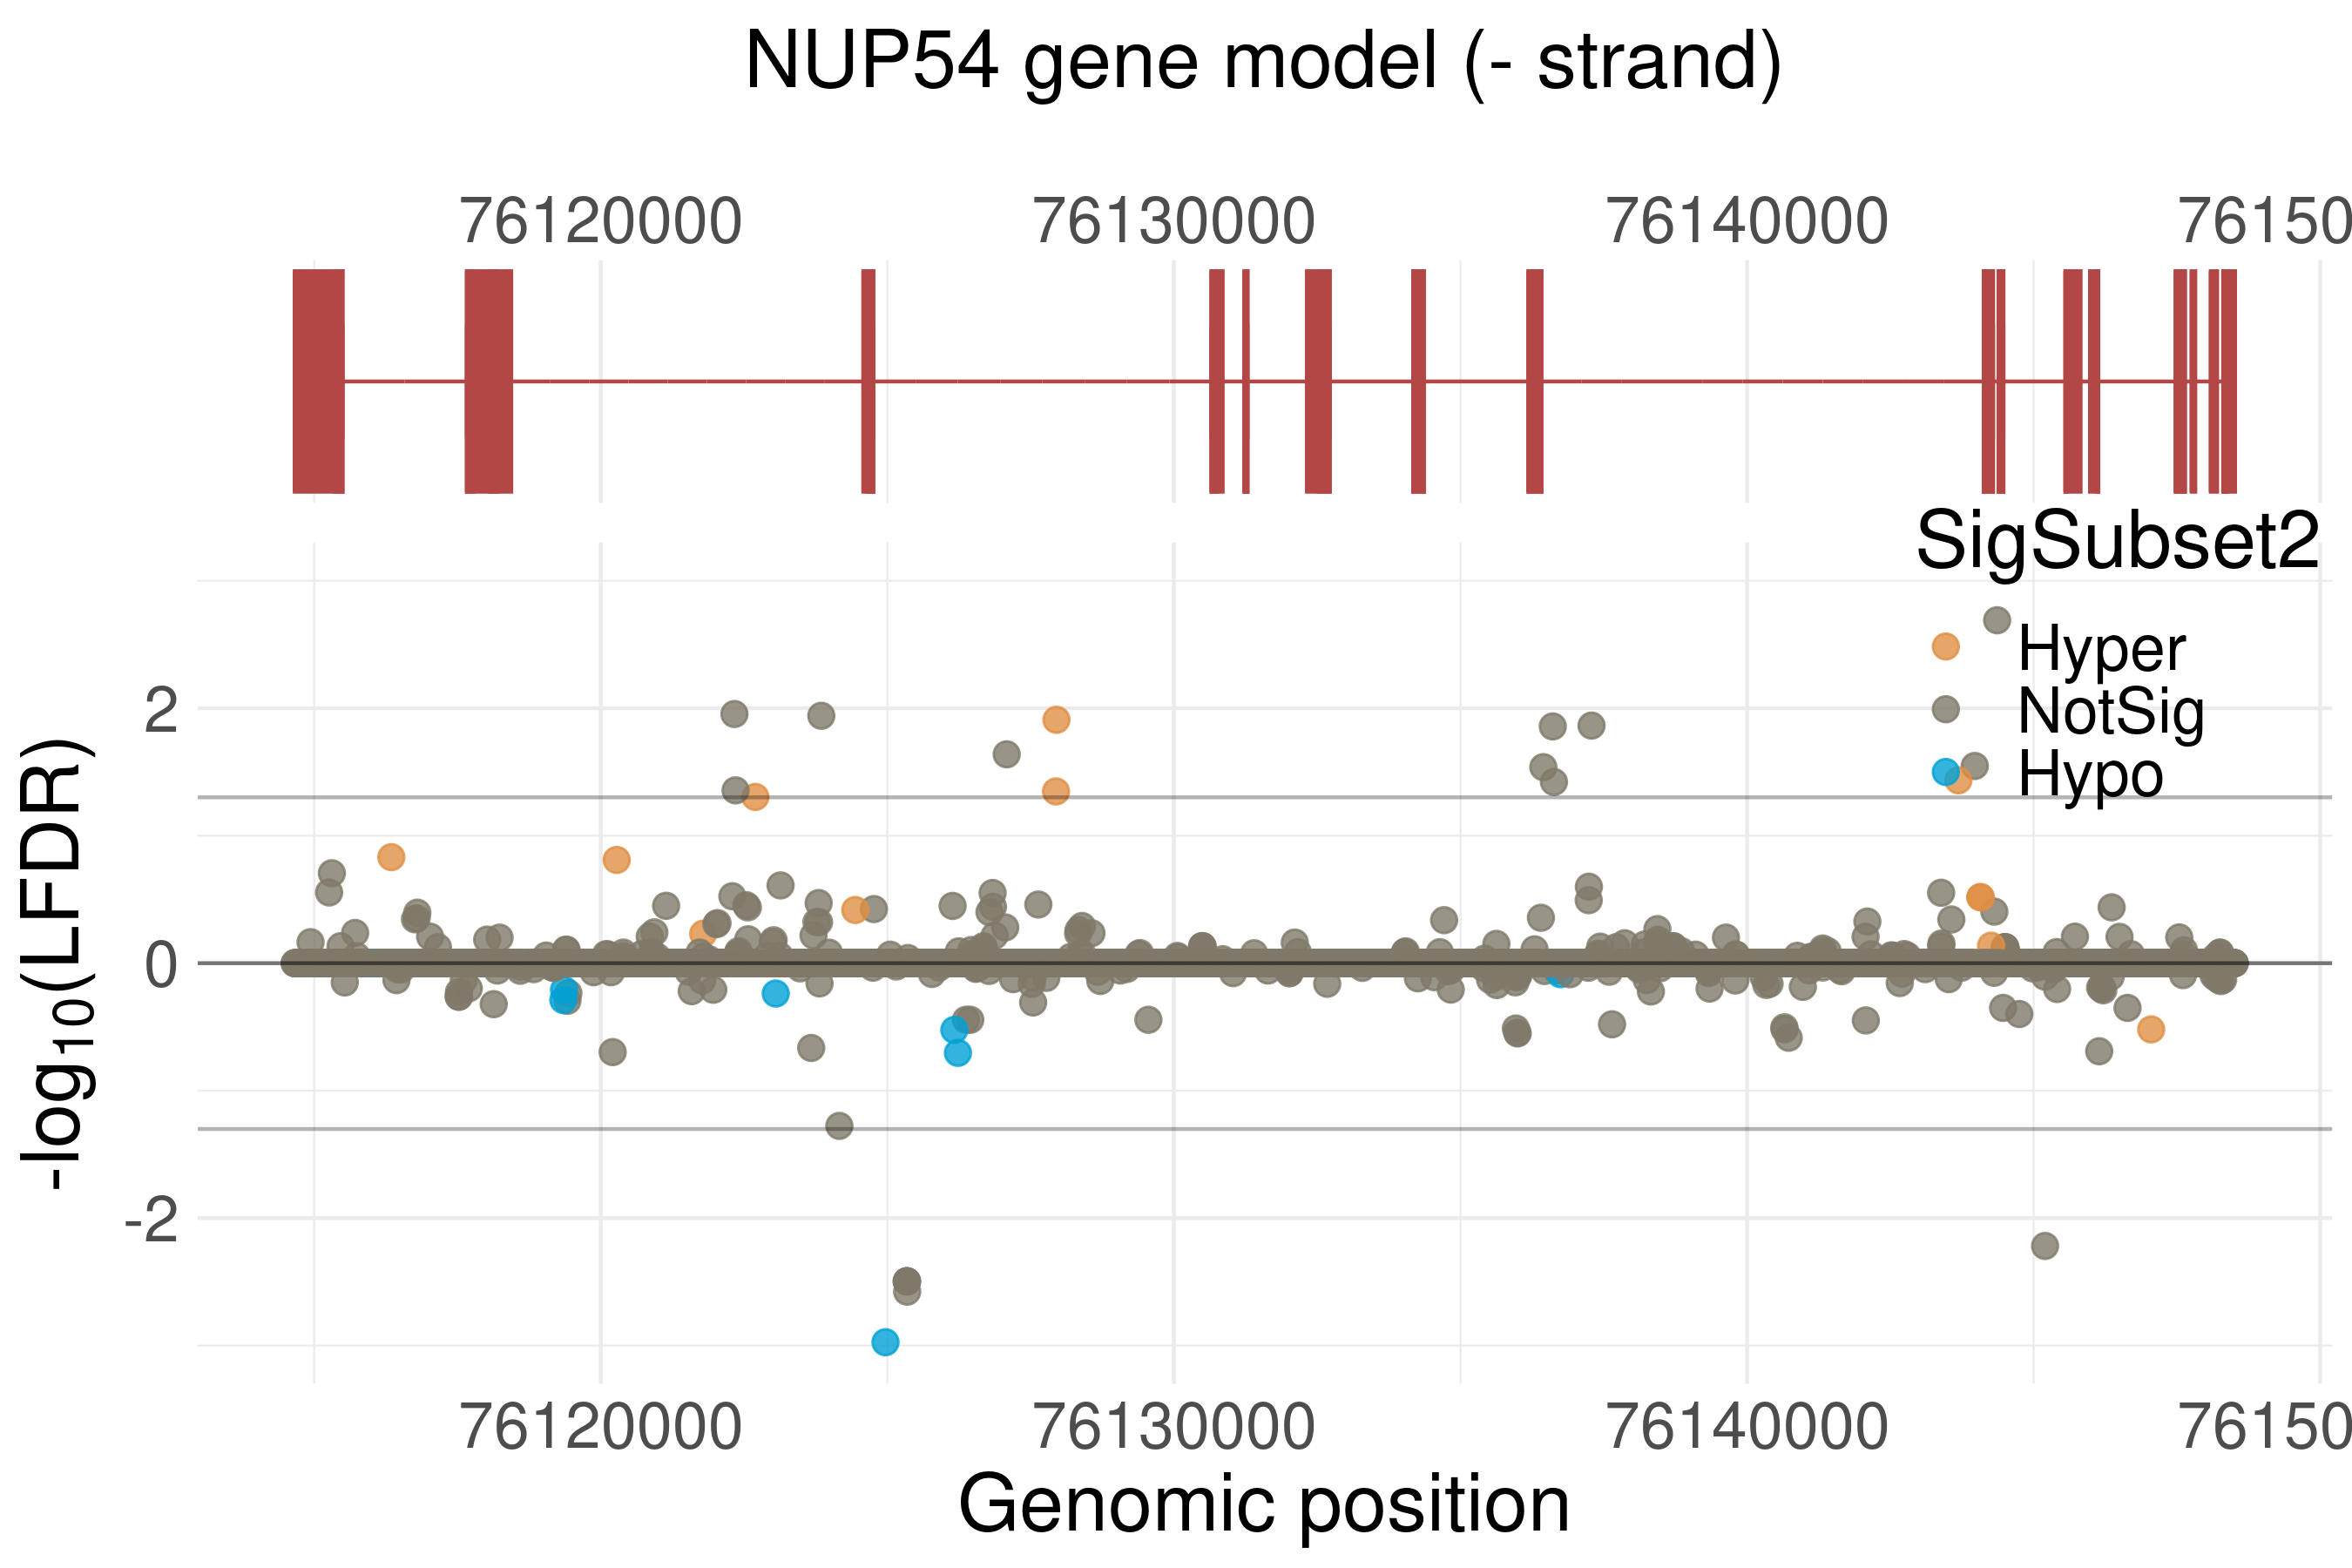 NUP54 gene model (- strand)
76120000 76130000 76140000 76150
SigSubset2
Hyper
NotSig
Hypo
2
0
-2
-log10(LFDR)
76120000 76130000 76140000 76150
Genomic position